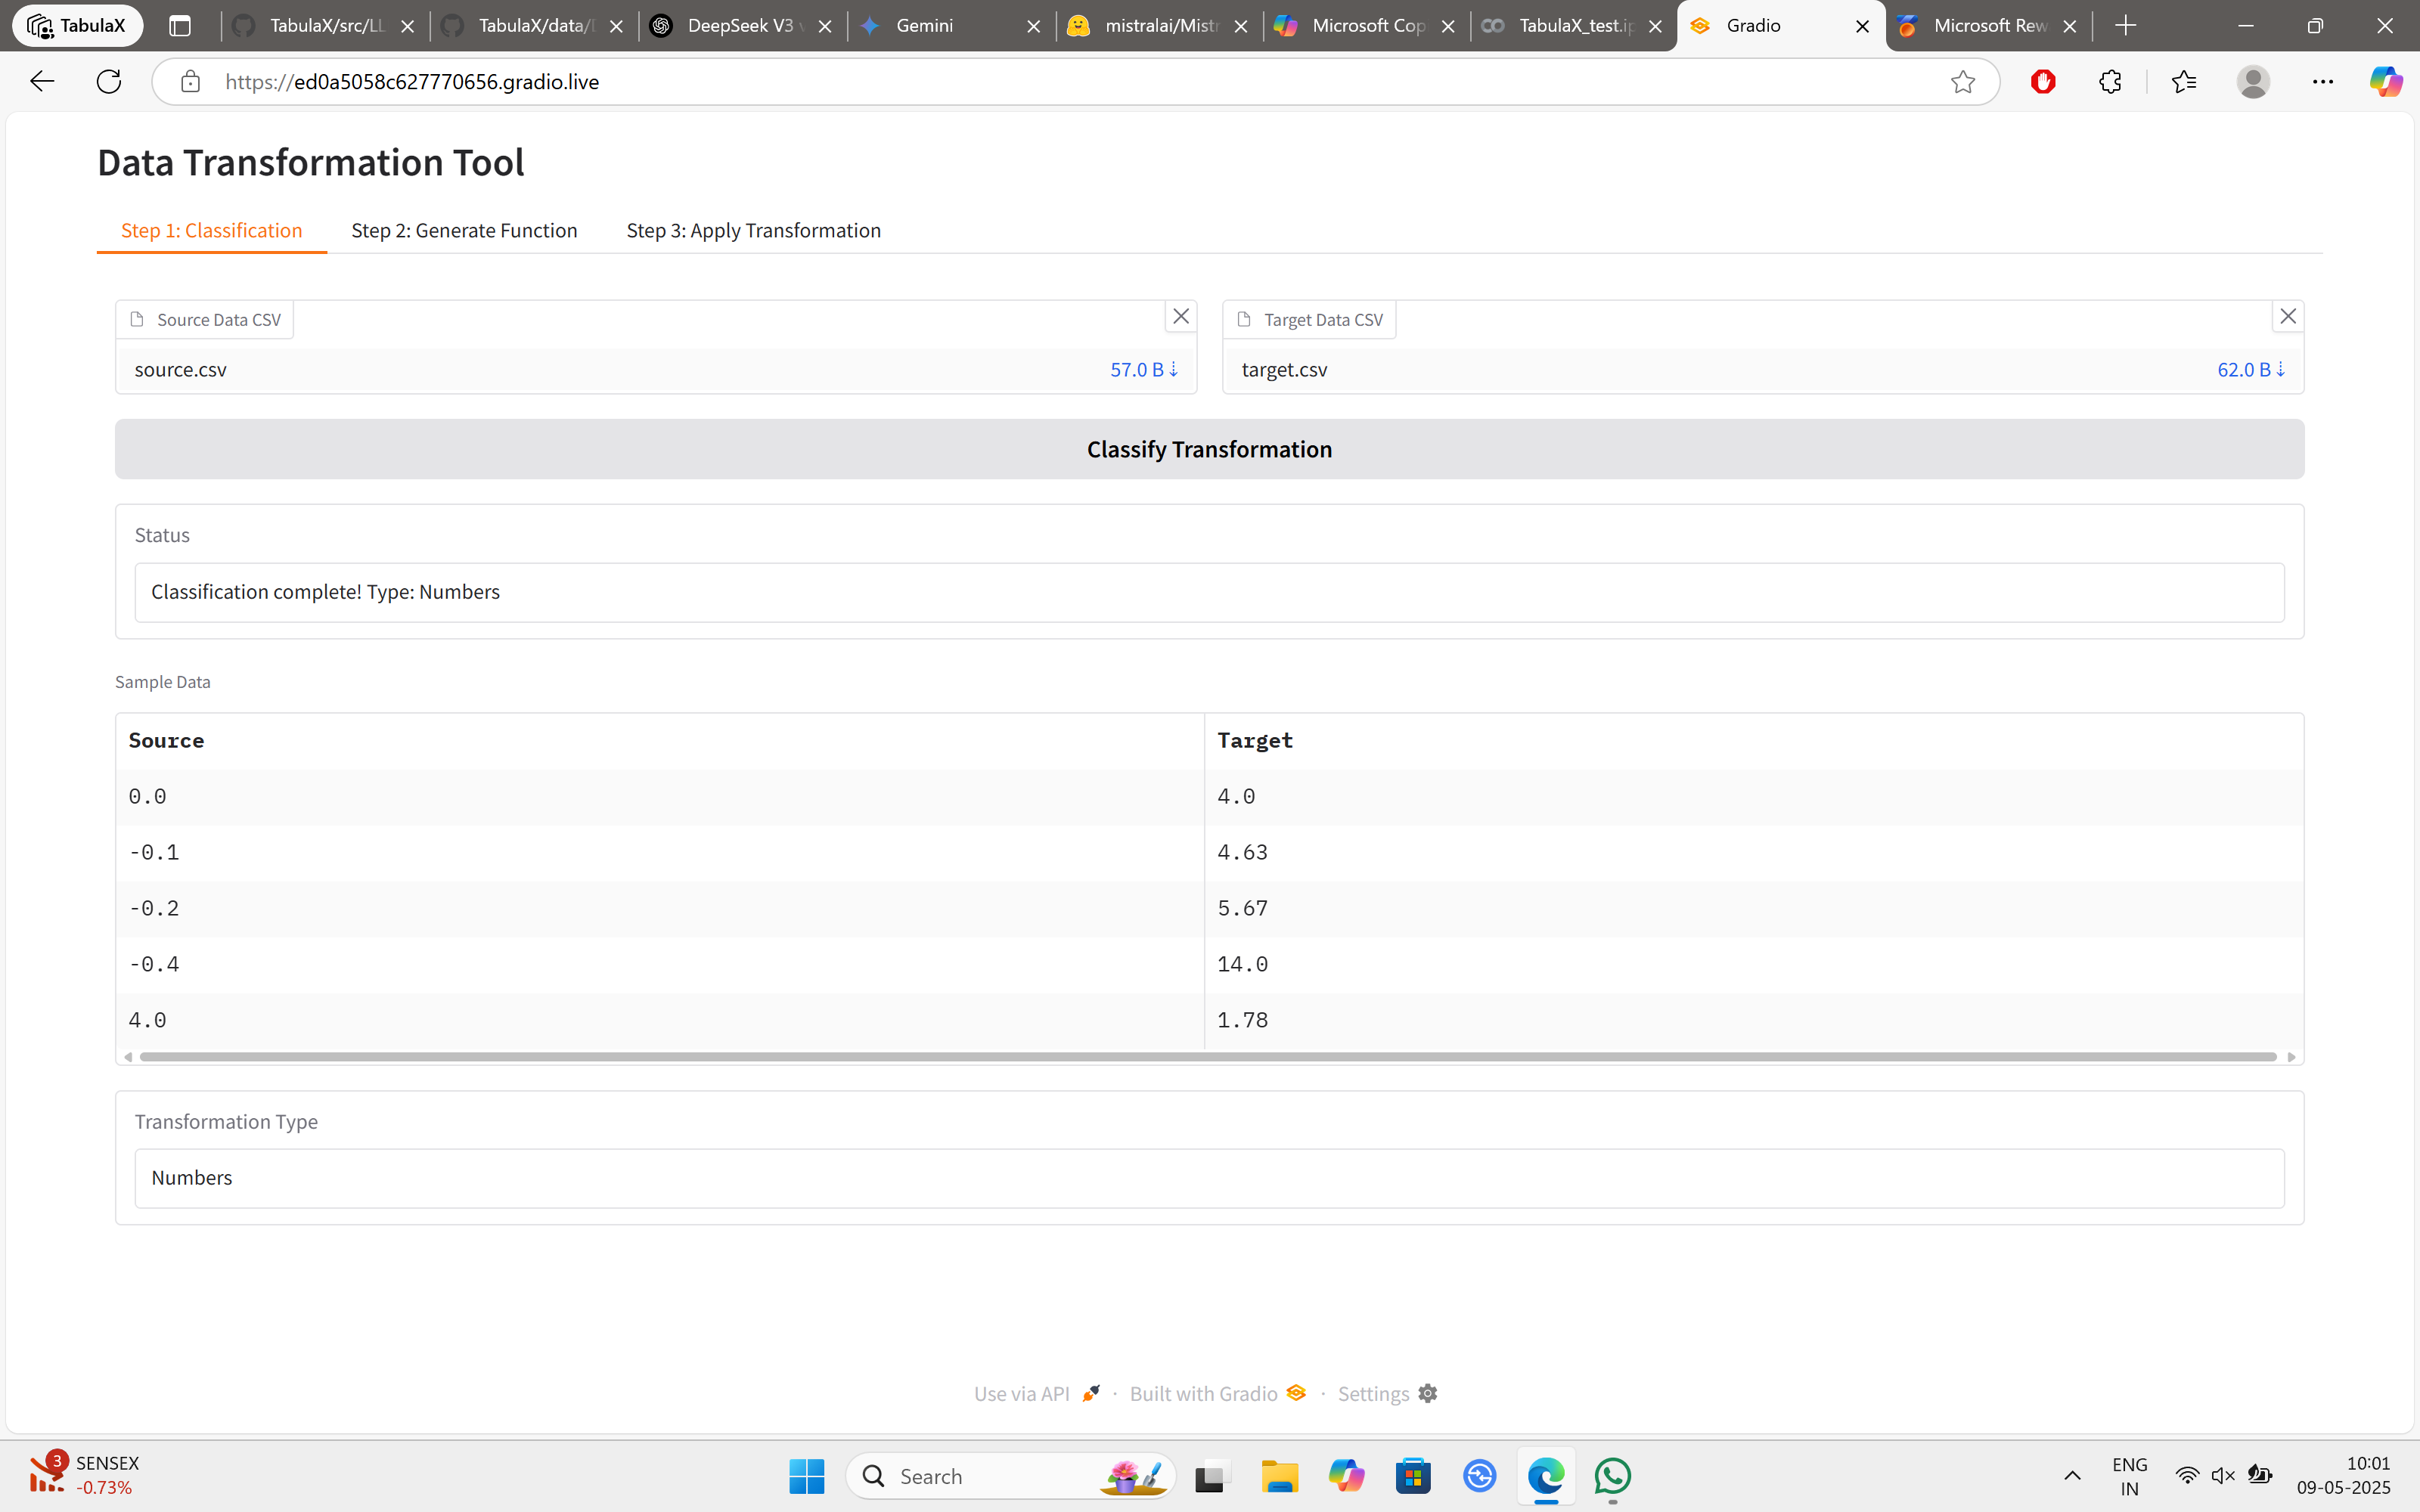 TabulaX
TabulaX/src/LL
TabulaX/data/
DeepSeek V3
Gemini
mistralai/Mistr
Microsoft Cop
TabulaX_test.ip
Gradio
Microsoft Rew
https://ed0a5058c627770656.gradio.live
Data Transformation Tool
Step 1: Classification
Step 2: Generate Function
Step 3: Apply Transformation
Source Data CSV
source.csv
57.0 B ⇣
Target Data CSV
target.csv
62.0 B ⇣
Classify Transformation
Status
Classification complete! Type: Numbers
Sample Data
Source Target
0.0 4.0
-0.1 4.63
-0.2 5.67
-0.4 14.0
4.0 1.78
Transformation Type
Numbers
Use via API · Built with Gradio · Settings
3
SENSEX
-0.73%
Search
ENG
IN
10:01
09-05-2025